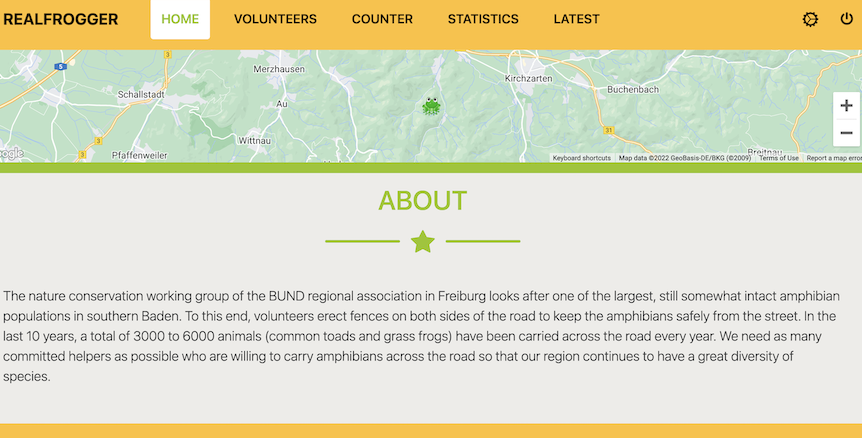 REALFROGGER HOME VOLUNTEERS COUNTER STATISTICS LATEST
5
3
Merzhausen
Kirchzarten
Schallstadt
Buchenbach
Au
31
Wittnau
3
3
Pfaffenweiler
Breitnau
Keyboard shortcuts Map data ©2022 GeoBasis-DE/BKG (©2009) Terms of Use Report a map error
ABOUT
The nature conservation working group of the BUND regional association in Freiburg looks after one of the largest, still somewhat intact amphibian
populations in southern Baden. To this end, volunteers erect fences on both sides of the road to keep the amphibians safely from the street. In the
last 10 years, a total of 3000 to 6000 animals (common toads and grass frogs) have been carried across the road every year. We need as many
committed helpers as possible who are willing to carry amphibians across the road so that our region continues to have a great diversity of
species.